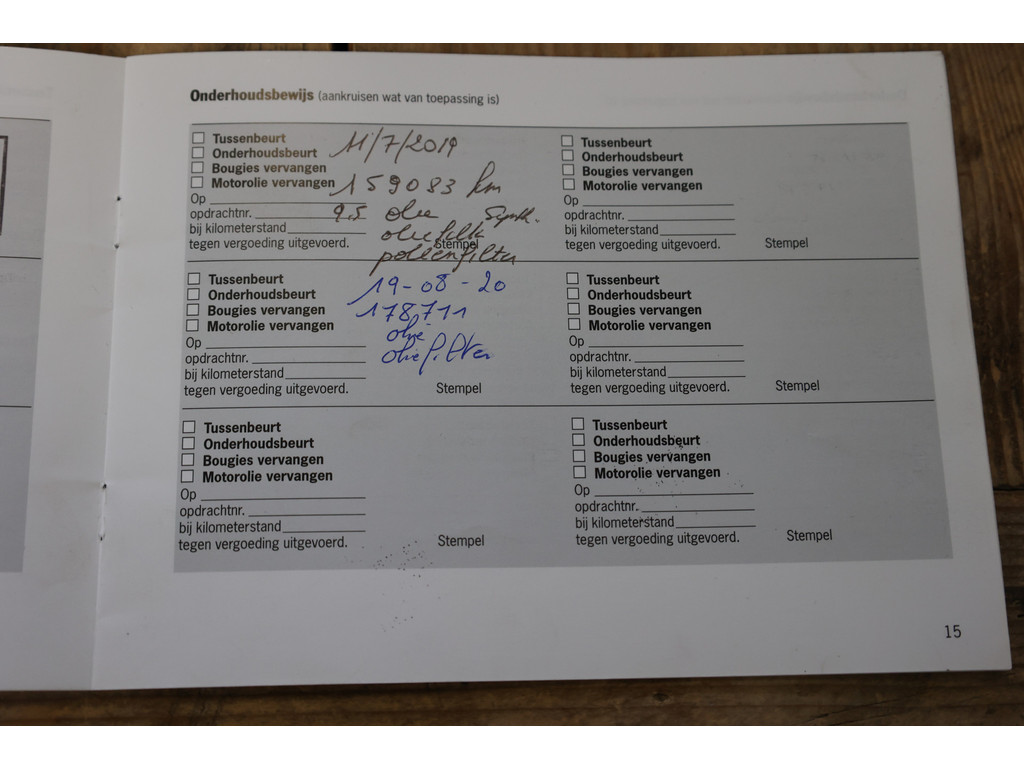 Onderhoudsbewijs (aankruisen wat van toepassing is)
Tussenbeurt
Onderhoudsbeurt 11/7/2019
Bougies vervangen
Motorolie vervangen 159083 km
Op
opdrachtnr. 9,5 olie Synth.
bij kilometerstand oliefilt
tegen vergoeding uitgevoerd. Stempel
pollenfilter
Tussenbeurt
Onderhoudsbeurt
Bougies vervangen
Motorolie vervangen
Op
opdrachtnr.
bij kilometerstand
tegen vergoeding uitgevoerd. Stempel
Tussenbeurt 19-08-20
Onderhoudsbeurt
Bougies vervangen 178711
Motorolie vervangen olie
Op
opdrachtnr. oliefilter
bij kilometerstand
tegen vergoeding uitgevoerd. Stempel
Tussenbeurt
Onderhoudsbeurt
Bougies vervangen
Motorolie vervangen
Op
opdrachtnr.
bij kilometerstand
tegen vergoeding uitgevoerd. Stempel
Tussenbeurt
Onderhoudsbeurt
Bougies vervangen
Motorolie vervangen
Op
opdrachtnr.
bij kilometerstand
tegen vergoeding uitgevoerd. Stempel
Tussenbeurt
Onderhoudsbeurt
Bougies vervangen
Motorolie vervangen
Op
opdrachtnr.
bij kilometerstand
tegen vergoeding uitgevoerd. Stempel
15